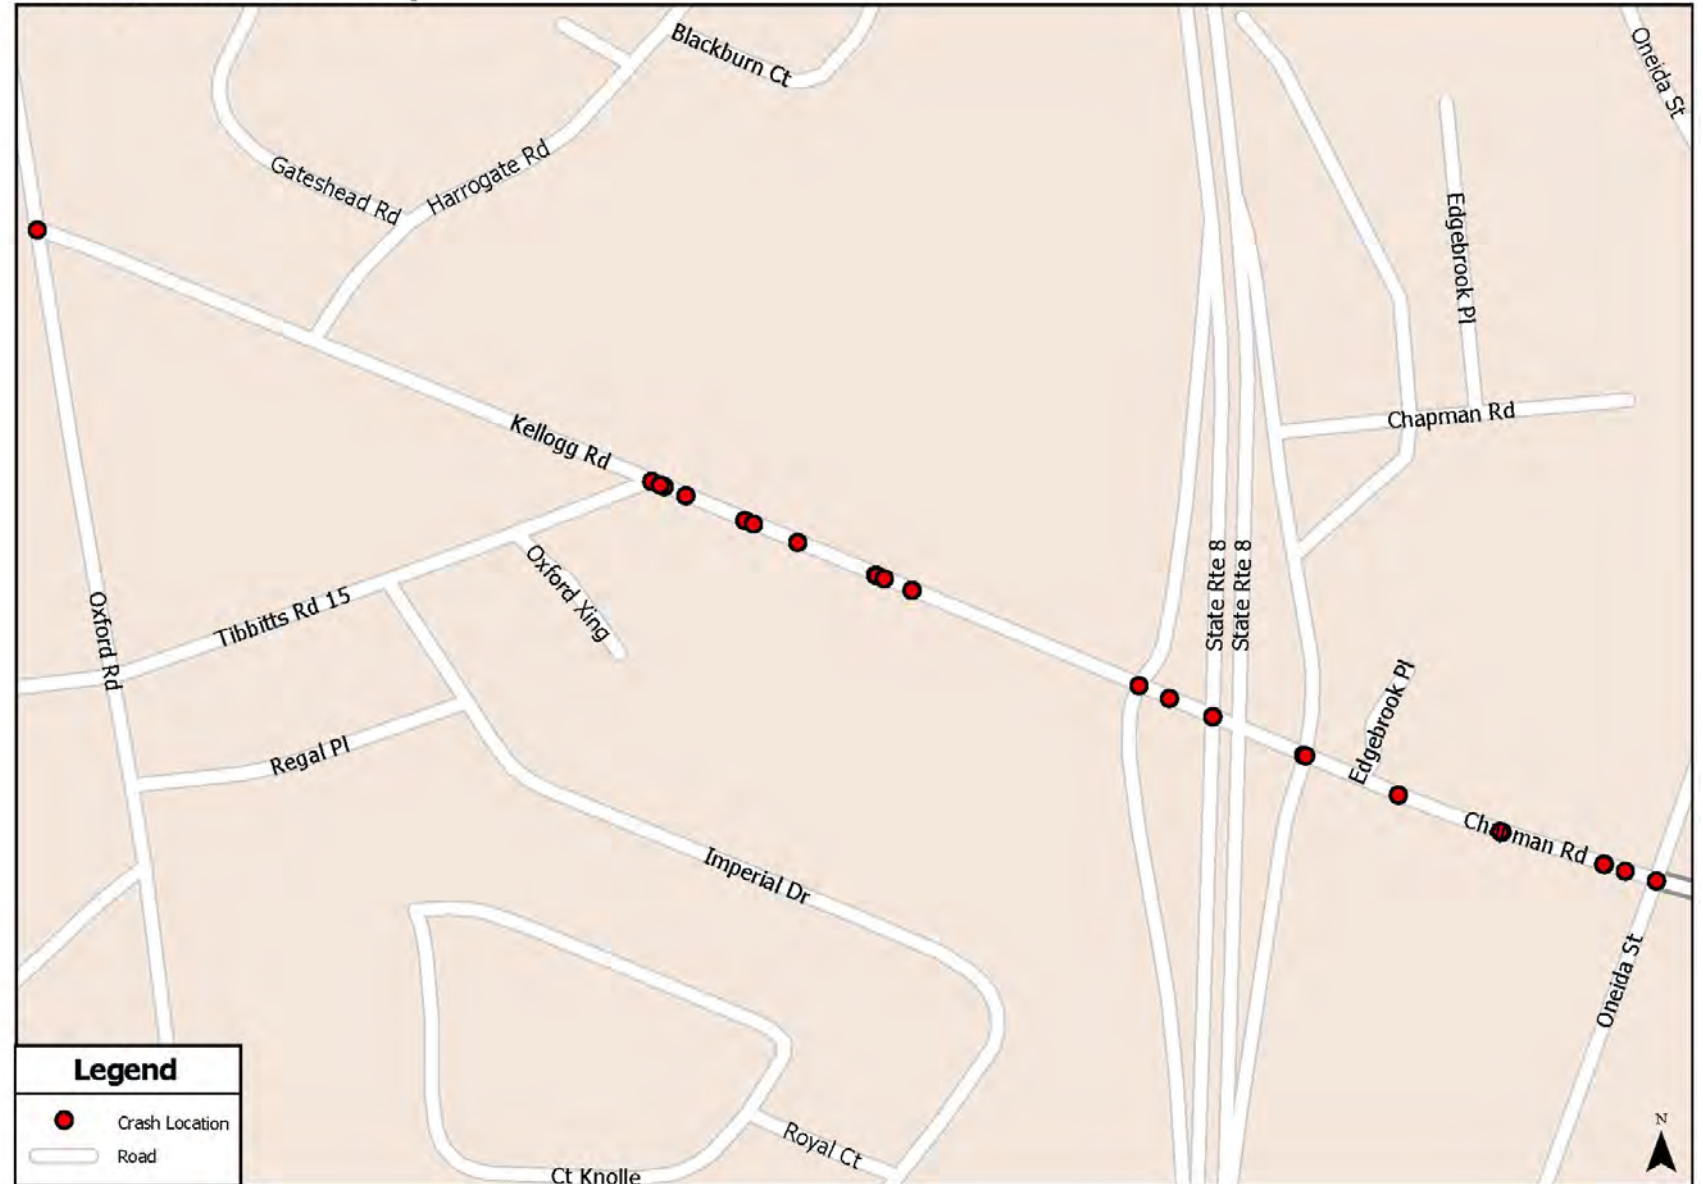 Blackburn Ct
Oneida St
Gateshead Rd
Harrogate Rd
Edgebrook Pl
Chapman Rd
Kellogg Rd
State Rte 8
State Rte 8
Oxford Xing
Oxford Rd
Tibbitts Rd 15
Edgebrook Pl
Regal Pl
Chapman Rd
Imperial Dr
Oneida St
Royal Ct
Ct Knolle
Legend
Crash Location
Road
N